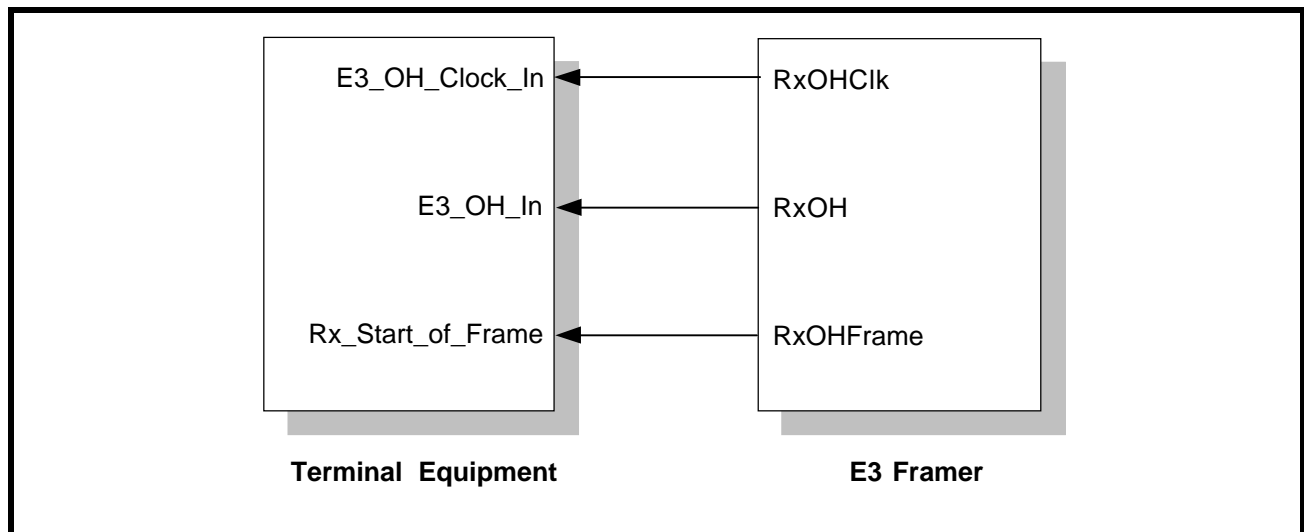 E3_OH_Clock_In
RxOHClk
E3_OH_In
RxOH
Rx_Start_of_Frame
RxOHFrame
Terminal Equipment
E3 Framer